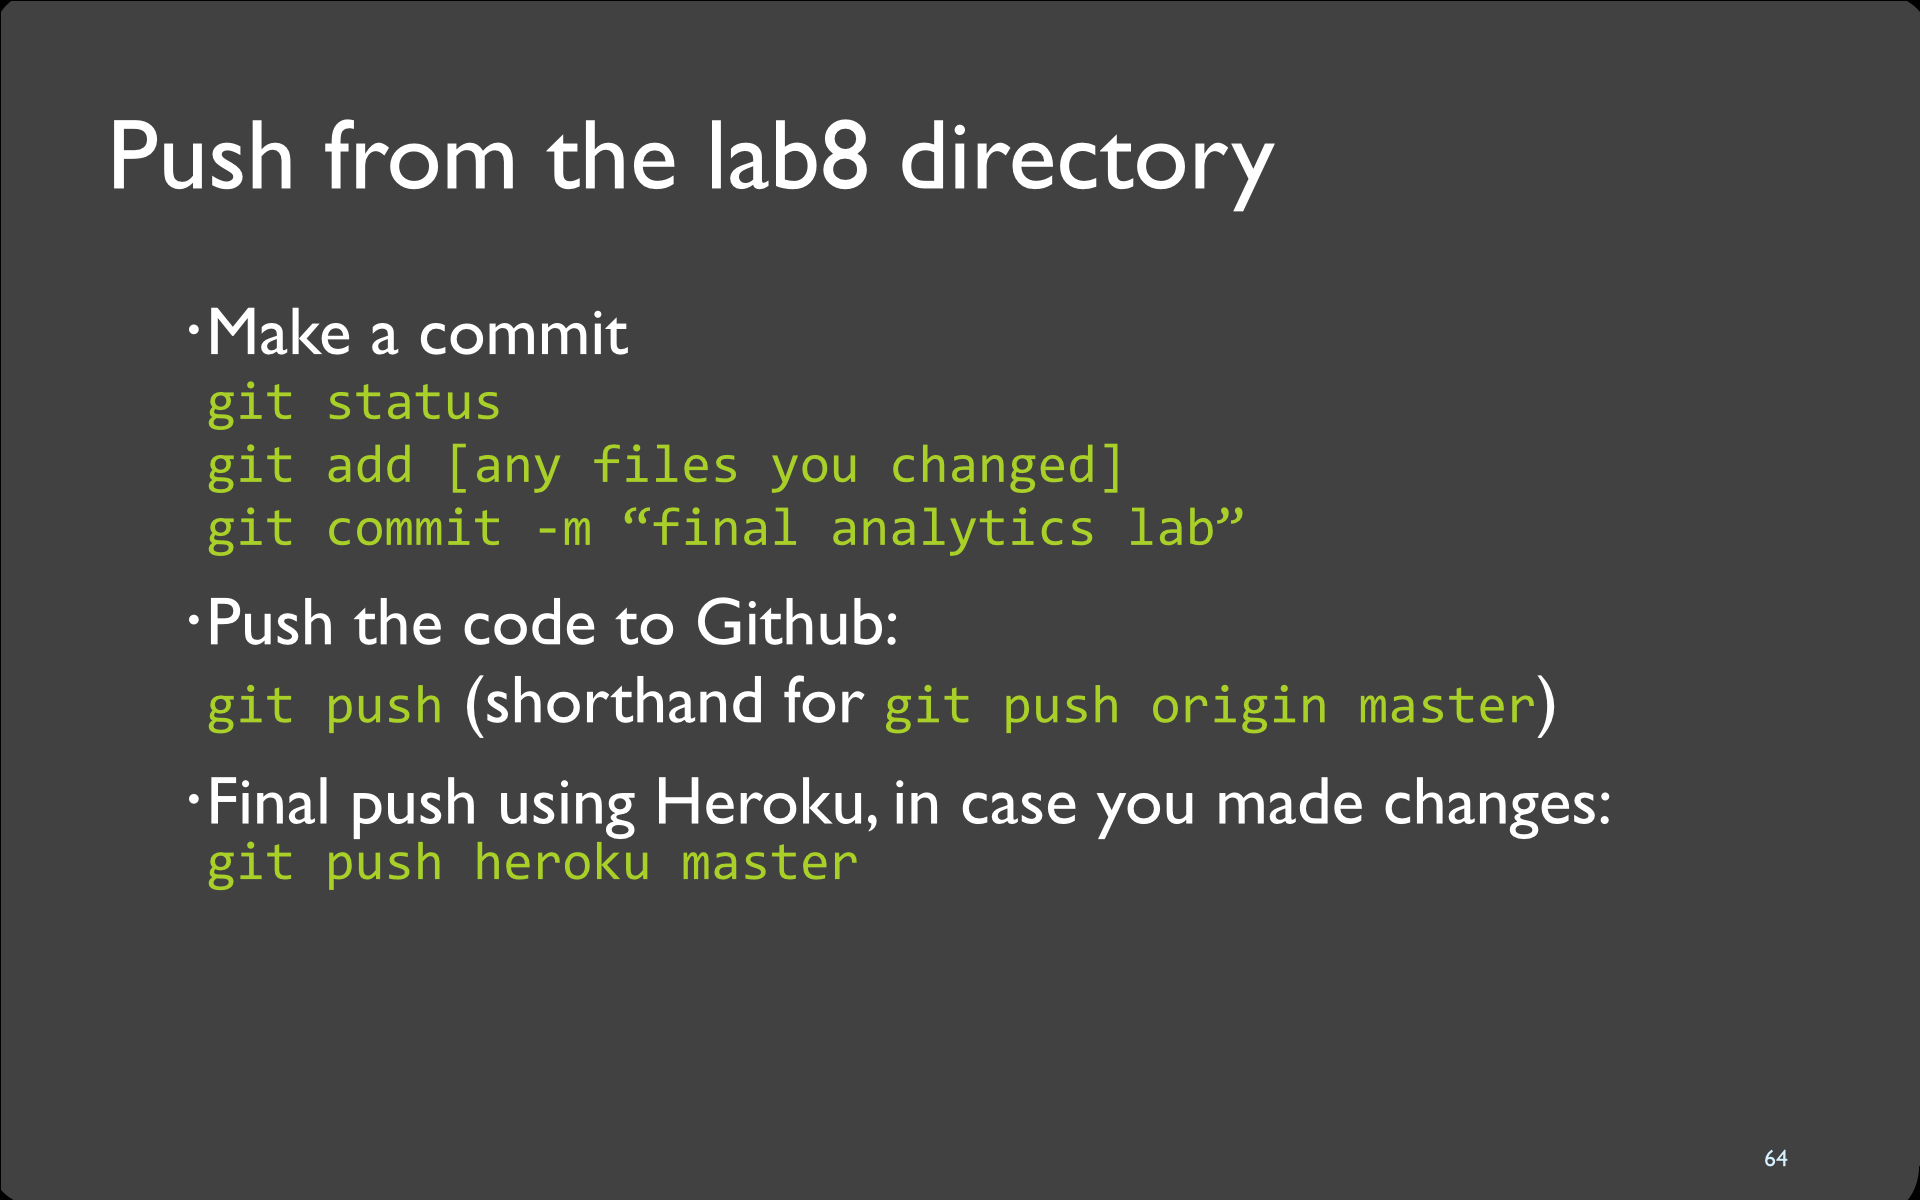 Push from the lab8 directory
·Make a commit
git status
git add [any files you changed]
git commit -m “final analytics lab”
·Push the code to Github:
git push (shorthand for git push origin master)
·Final push using Heroku, in case you made changes:
git push heroku master
64